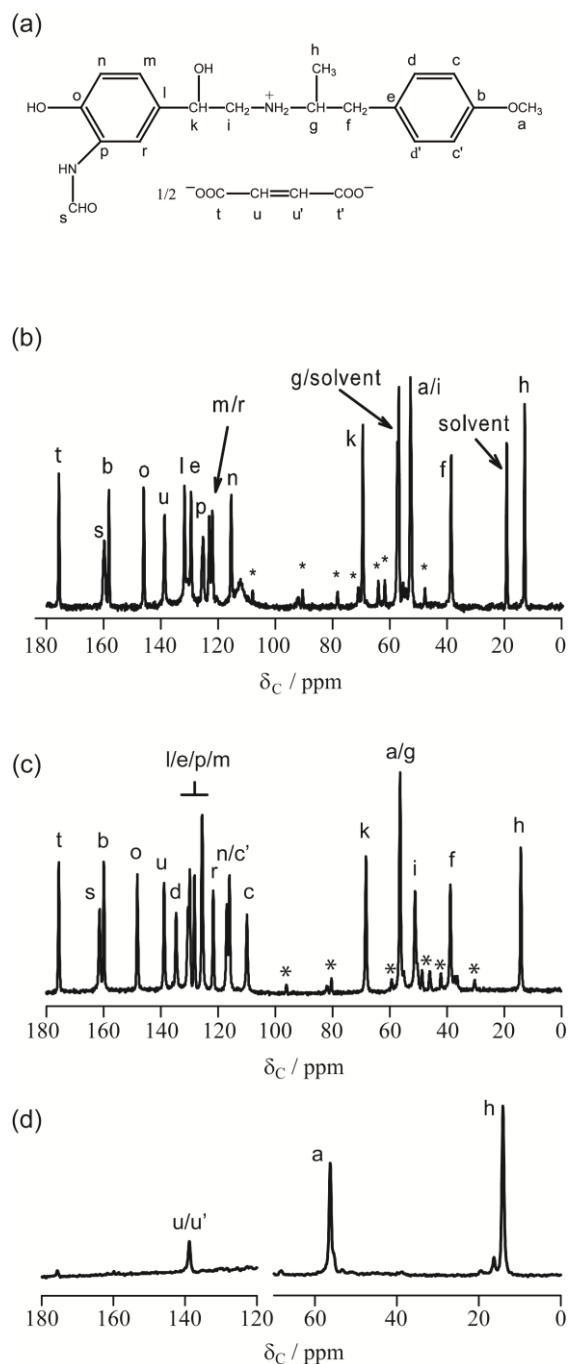 (a)
h
n m OH CH₃ d c
HO o l CH CH₂ N⁺H₂ CH CH₂ e b O CH₃
k i g f a
p r d' c'
HN
CHO 1/2 ⁻OOC CH CH COO⁻
s t u u' t'
(b)
g/solvent
a/i
m/r
solvent h
t k
b o l e f
u n
s p
* * * * * * *
180 160 140 120 100 80 60 40 20 0
δC / ppm
(c)
l/e/p/m a/g
t b o u n/c' k h
s d r c i f
* * * * * *
180 160 140 120 100 80 60 40 20 0
δC / ppm
(d)
h
a
u/u'
180 160 140 120 60 40 20 0
δC / ppm